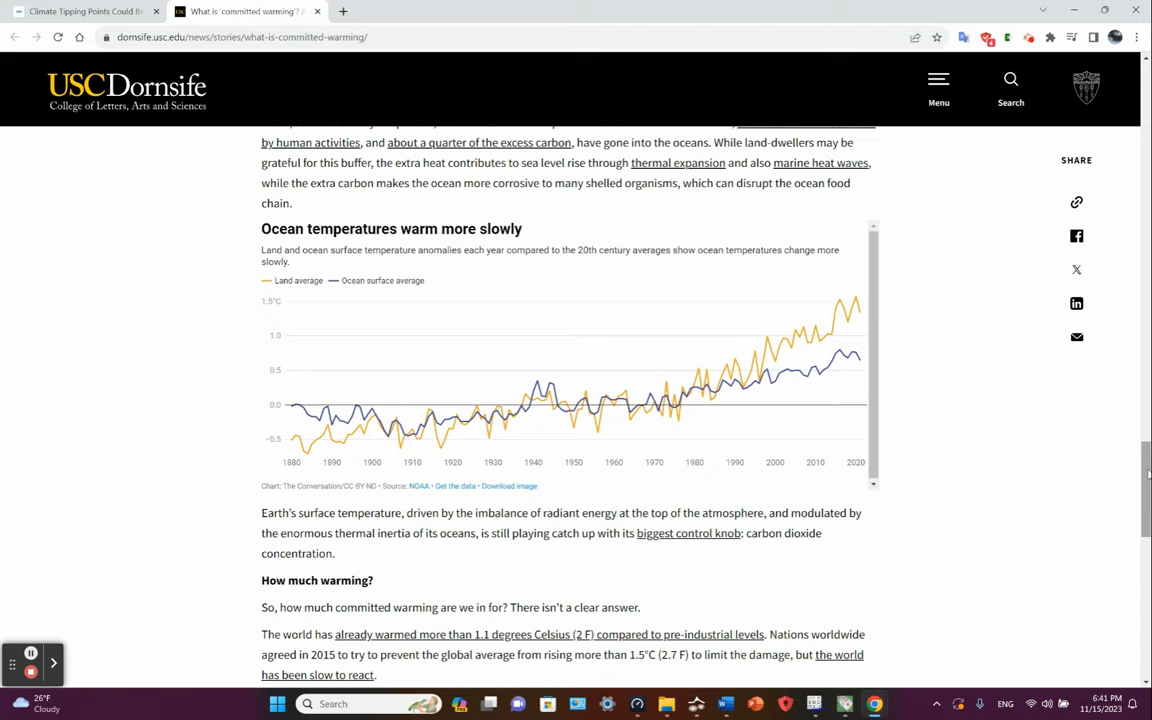 Climate Tipping Points Could Be
What is 'committed warming'? A
dornsife.usc.edu/news/stories/what-is-committed-warming/
4
USCDornsife
College of Letters, Arts and Sciences
Menu
Search
by human activities, and about a quarter of the excess carbon, have gone into the oceans. While land-dwellers may be
grateful for this buffer, the extra heat contributes to sea level rise through thermal expansion and also marine heat waves,
while the extra carbon makes the ocean more corrosive to many shelled organisms, which can disrupt the ocean food
chain.
SHARE
Ocean temperatures warm more slowly
Land and ocean surface temperature anomalies each year compared to the 20th century averages show ocean temperatures change more
slowly.
Land average Ocean surface average
1.5°C
1.0
0.5
0.0
-0.5
1880 1890 1900 1910 1920 1930 1940 1950 1960 1970 1980 1990 2000 2010 2020
Chart: The Conversation/CC-BY-ND • Source: NOAA • Get the data • Download image
Earth's surface temperature, driven by the imbalance of radiant energy at the top of the atmosphere, and modulated by
the enormous thermal inertia of its oceans, is still playing catch up with its biggest control knob: carbon dioxide
concentration.
How much warming?
So, how much committed warming are we in for? There isn't a clear answer.
The world has already warmed more than 1.1 degrees Celsius (2 F) compared to pre-industrial levels. Nations worldwide
agreed in 2015 to try to prevent the global average from rising more than 1.5°C (2.7 F) to limit the damage, but the world
has been slow to react.
26°F
Cloudy
Search
ENG
6:41 PM
11/15/2023